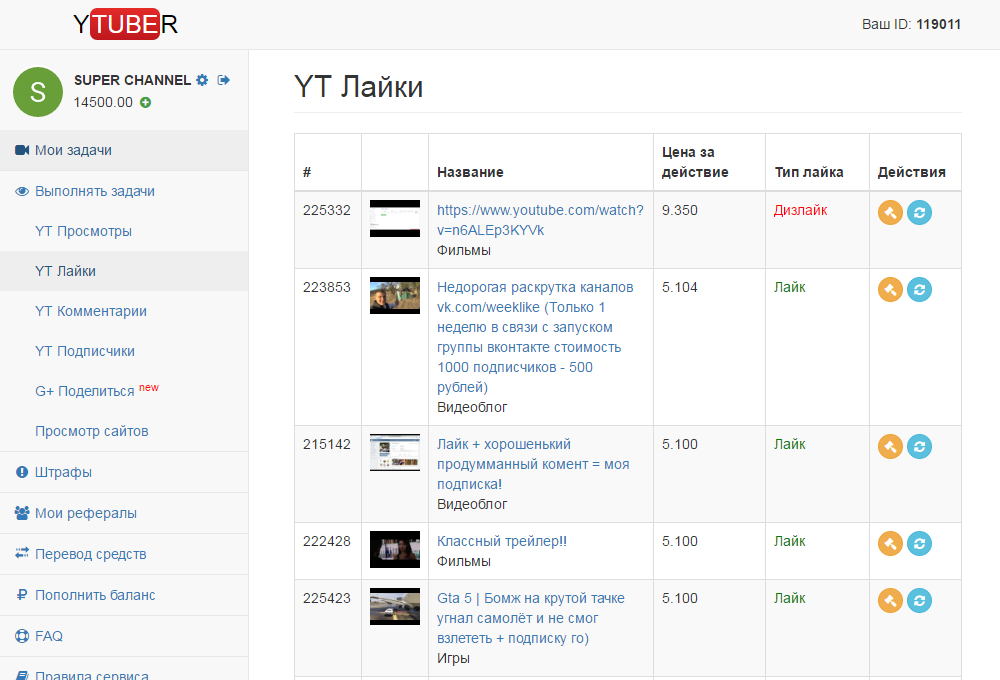 YTUBER
Ваш ID: 119011
S
SUPER CHANNEL
14500.00
Мои задачи
Выполнять задачи
YT Просмотры
YT Лайки
YT Комментарии
YT Подписчики
G+ Поделиться new
Просмотр сайтов
Штрафы
Мои рефералы
Перевод средств
Пополнить баланс
FAQ
Правила сервиса
YT Лайки
# Название Цена за действие Тип лайка Действия
225332 https://www.youtube.com/watch? 9.350 Дизлайк
v=n6ALEp3KYVk
Фильмы
223853 Недорогая раскрутка каналов 5.104 Лайк
vk.com/weeklike (Только 1
неделю в связи с запуском
группы вконтакте стоимость
1000 подписчиков - 500
рублей)
Видеоблог
215142 Лайк + хорошенький 5.100 Лайк
продумманный комент = моя
подписка!
Видеоблог
222428 Классный трейлер!! 5.100 Лайк
Фильмы
225423 Gta 5 | Бомж на крутой тачке 5.100 Лайк
угнал самолёт и не смог
взлететь + подписку го)
Игры